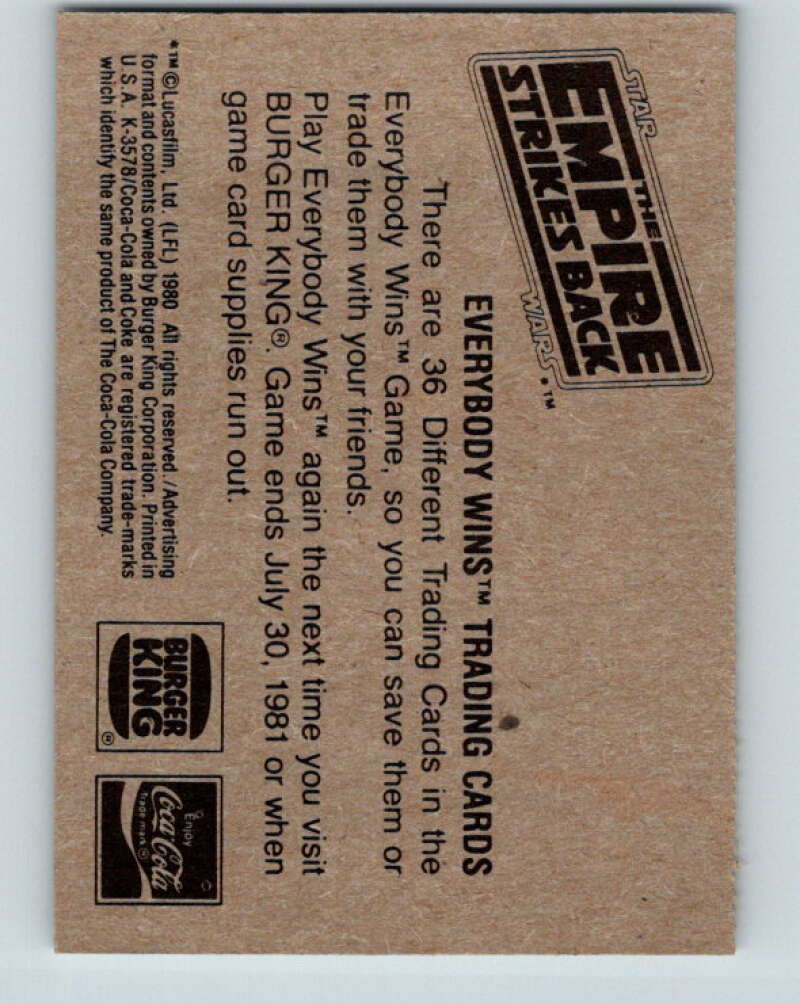 STAR
THE
EMPIRE
STRIKES BACK
WARS *™
EVERYBODY WINS™ TRADING CARDS
There are 36 Different Trading Cards in the
Everybody Wins™ Game, so you can save them or
trade them with your friends.
Play Everybody Wins™ again the next time you visit
BURGER KING®. Game ends July 30, 1981 or when
game card supplies run out.
*™ ©Lucasfilm, Ltd. (LFL) 1980 All rights reserved./Advertising
format and contents owned by Burger King Corporation. Printed in
U.S.A. K-3578/Coca-Cola and Coke are registered trade-marks
which identify the same product of The Coca-Cola Company.
BURGER
KING
®
Enjoy
Coca-Cola
Trade mark ®